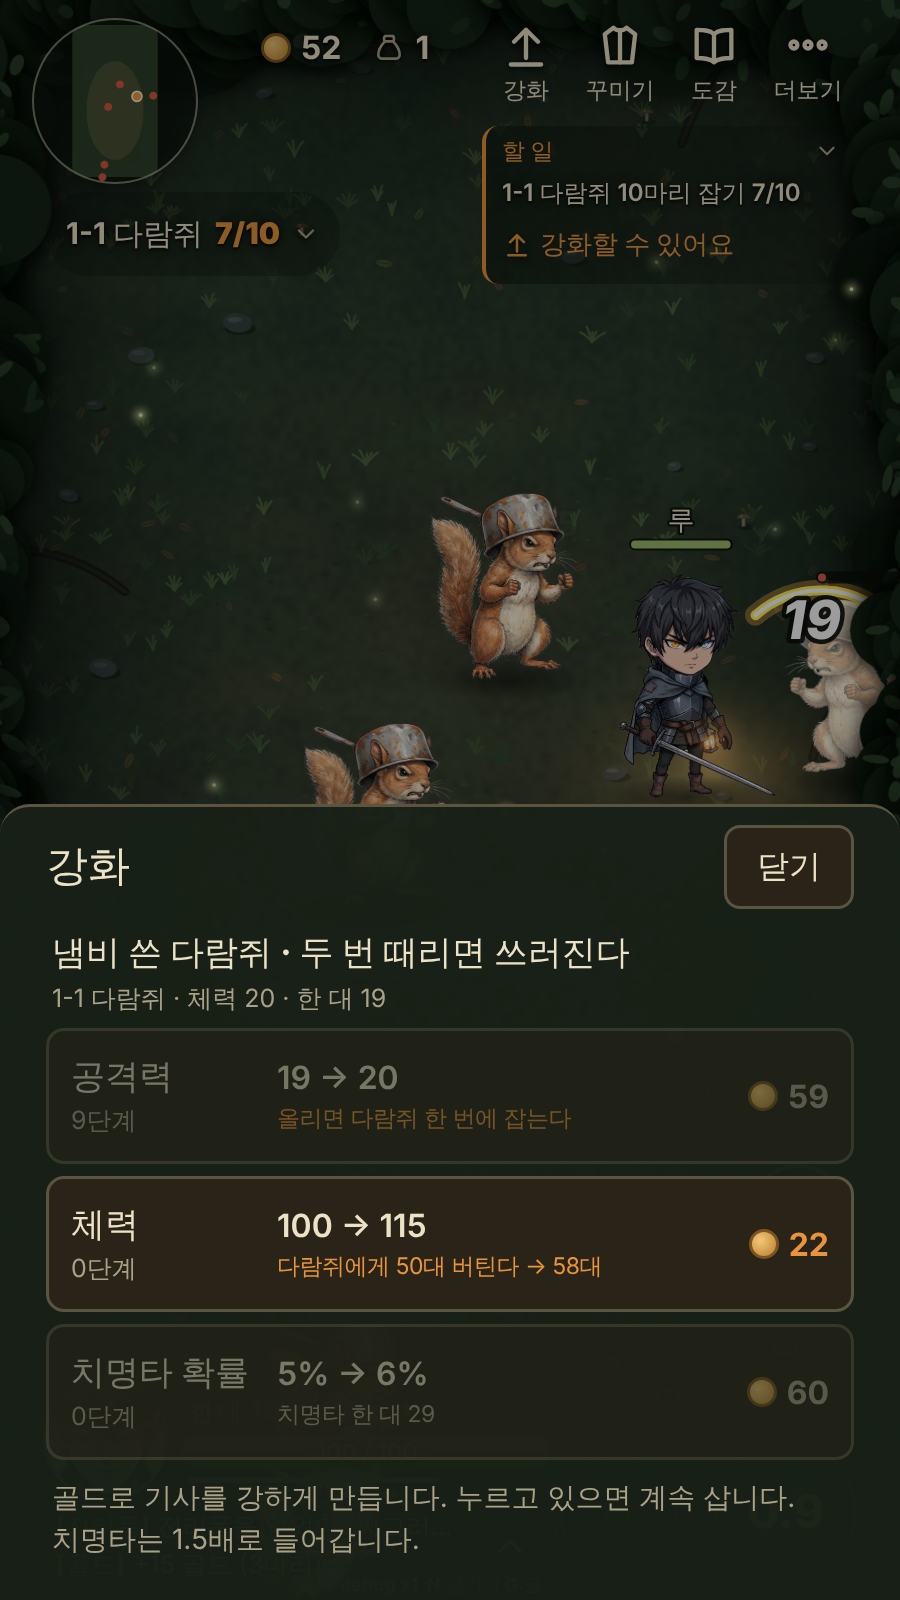 52
1
강화
꾸미기
도감
더보기
할 일
1-1 다람쥐 10마리 잡기 7/10
강화할 수 있어요
1-1 다람쥐 7/10
루
19
강화
닫기
냄비 쓴 다람쥐 · 두 번 때리면 쓰러진다
1-1 다람쥐 · 체력 20 · 한 대 19
공격력
19 → 20
59
9단계
올리면 다람쥐 한 번에 잡는다
체력
100 → 115
22
0단계
다람쥐에게 50대 버틴다 → 58대
치명타 확률
5% → 6%
60
0단계
치명타 한 대 29
골드로 기사를 강하게 만듭니다. 누르고 있으면 계속 삽니다.
치명타는 1.5배로 들어갑니다.